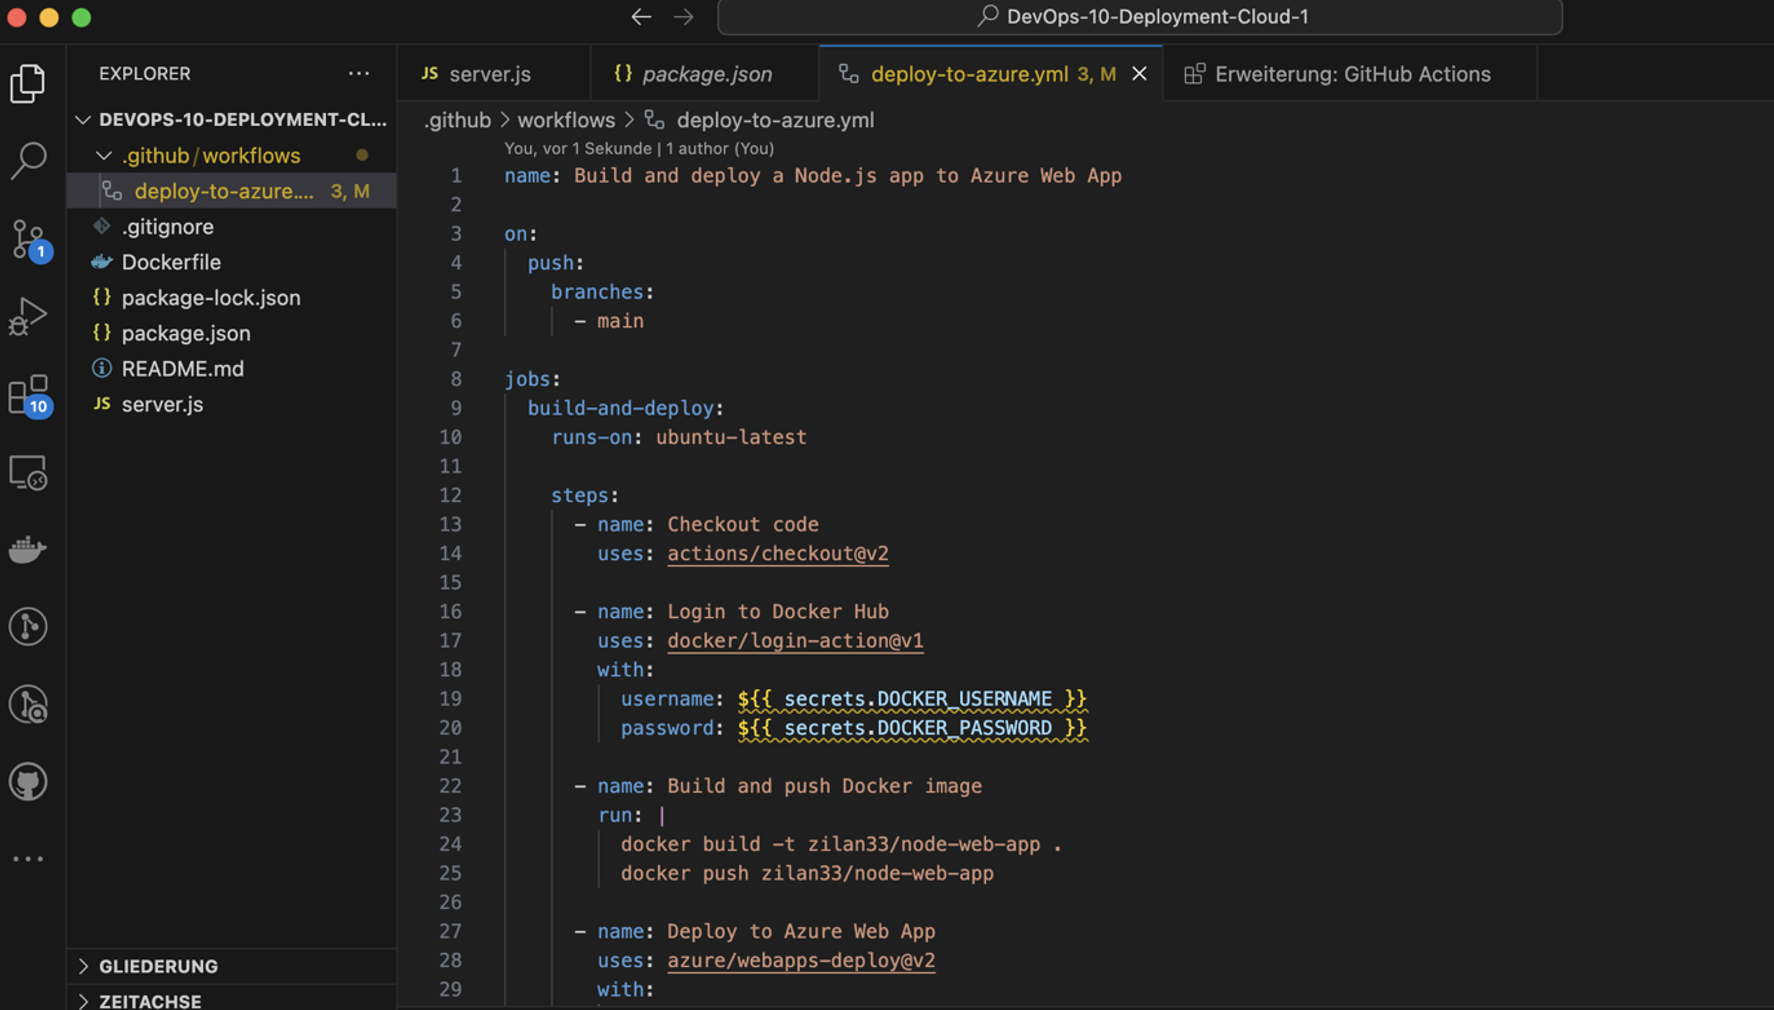 DevOps-10-Deployment-Cloud-1
EXPLORER
DEVOPS-10-DEPLOYMENT-CL...
.github/workflows
deploy-to-azure.... 3, M
.gitignore
Dockerfile
{} package-lock.json
{} package.json
README.md
JS server.js
GLIEDERUNG
ZEITACHSE
1
10
JS server.js
{} package.json
deploy-to-azure.yml 3, M
Erweiterung: GitHub Actions
.github > workflows > deploy-to-azure.yml
You, vor 1 Sekunde | 1 author (You)
1 name: Build and deploy a Node.js app to Azure Web App
2
3 on:
4 push:
5 branches:
6 - main
7
8 jobs:
9 build-and-deploy:
10 runs-on: ubuntu-latest
11
12 steps:
13 - name: Checkout code
14 uses: actions/checkout@v2
15
16 - name: Login to Docker Hub
17 uses: docker/login-action@v1
18 with:
19 username: ${{ secrets.DOCKER_USERNAME }}
20 password: ${{ secrets.DOCKER_PASSWORD }}
21
22 - name: Build and push Docker image
23 run: |
24 docker build -t zilan33/node-web-app .
25 docker push zilan33/node-web-app
26
27 - name: Deploy to Azure Web App
28 uses: azure/webapps-deploy@v2
29 with: